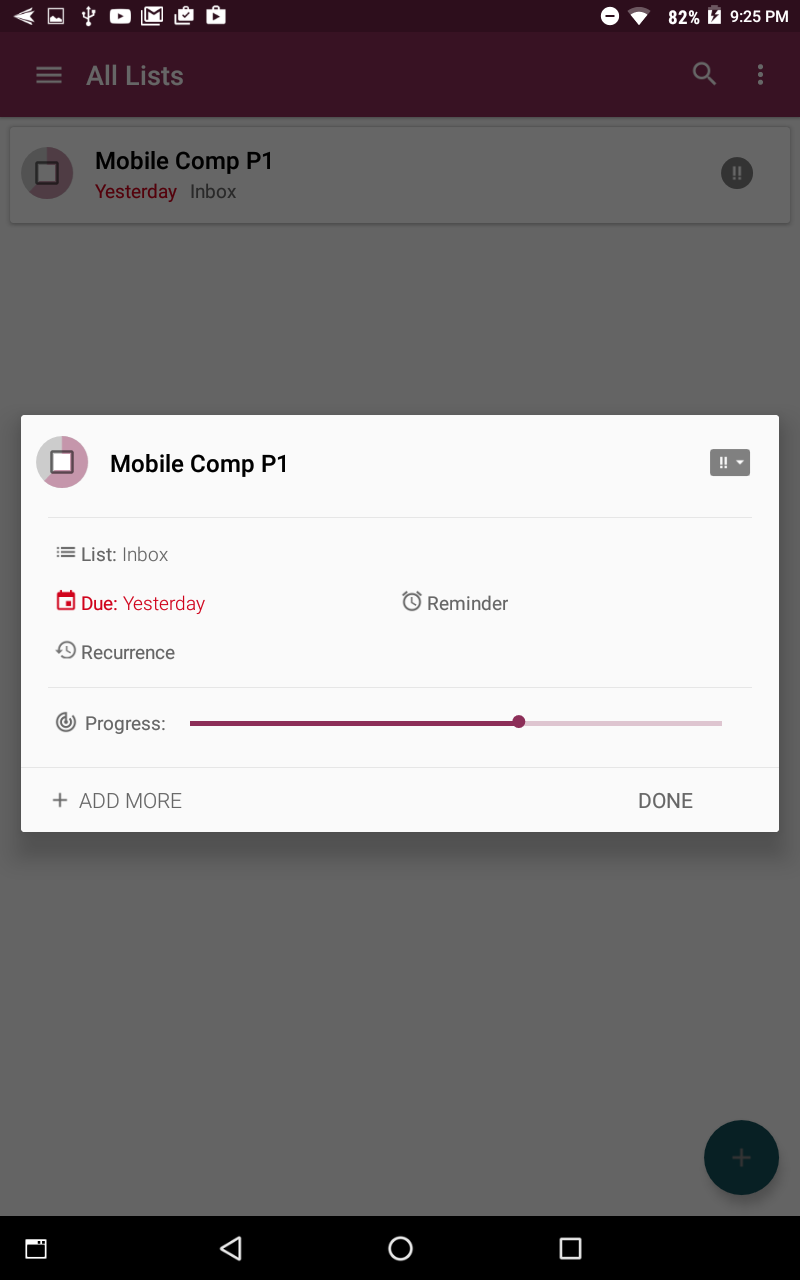 82% 9:25 PM
All Lists
Mobile Comp P1
Yesterday Inbox
Mobile Comp P1
List: Inbox
Due: Yesterday Reminder
Recurrence
Progress:
+ ADD MORE DONE